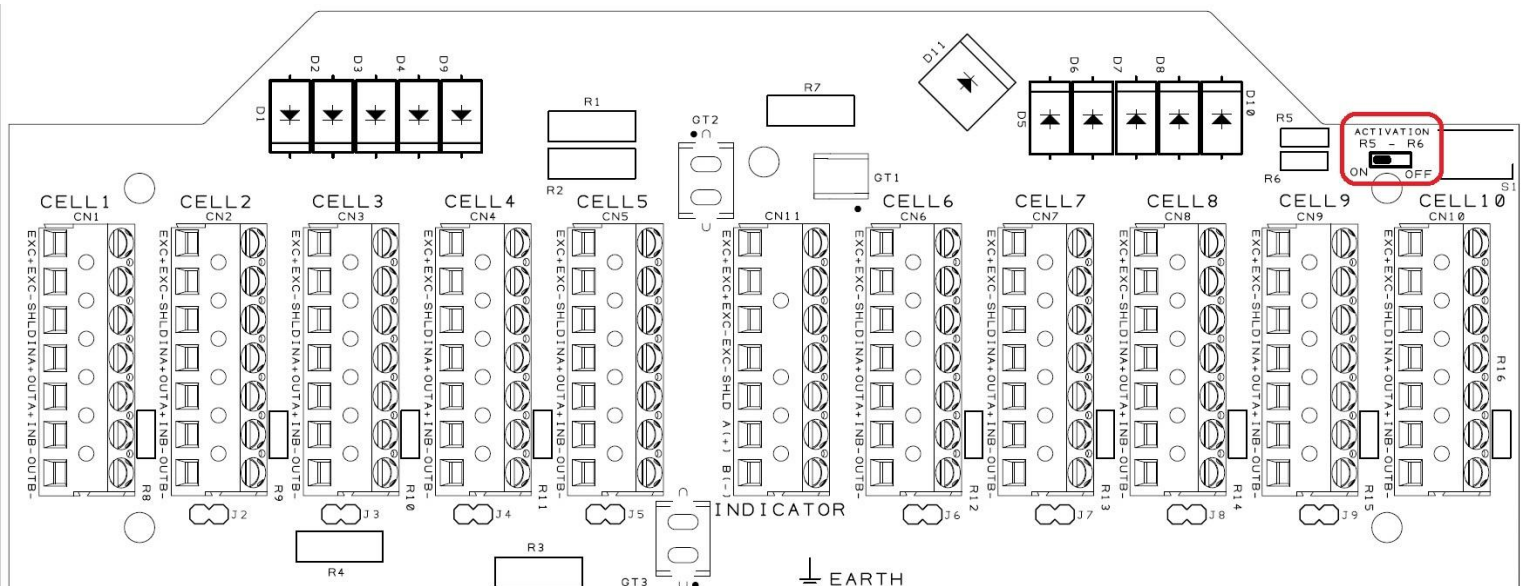 D2 D3 D4 D9
D11
D6 D7 D8
D1
D5
D10
R1
R7
GT2
R5
ACTIVATION
R5 - R6
R2
GT1
R6
ON OFF
S1
CELL1 CELL2 CELL3 CELL4 CELL5 CELL6 CELL7 CELL8 CELL9 CELL10
CN1 CN2 CN3 CN4 CN5 CN11 CN6 CN7 CN8 CN9 CN10
EXC+EXC-SHLDINA+OUTA+INB-OUTB-
EXC+EXC-SHLDINA+OUTA+INB-OUTB-
EXC+EXC-SHLDINA+OUTA+INB-OUTB-
EXC+EXC-SHLDINA+OUTA+INB-OUTB-
EXC+EXC-SHLDINA+OUTA+INB-OUTB-
EXC+EXC+EXC-EXC-SHLD A(+) B(-)
EXC+EXC-SHLDINA+OUTA+INB-OUTB-
EXC+EXC-SHLDINA+OUTA+INB-OUTB-
EXC+EXC-SHLDINA+OUTA+INB-OUTB-
EXC+EXC-SHLDINA+OUTA+INB-OUTB-
EXC+EXC-SHLDINA+OUTA+INB-OUTB-
R16
R8 R9 R10 R11 R12 R13 R14 R15
INDICATOR
J2 J3 J4 J5 J6 J7 J8 J9
R4
R3
GT3
EARTH